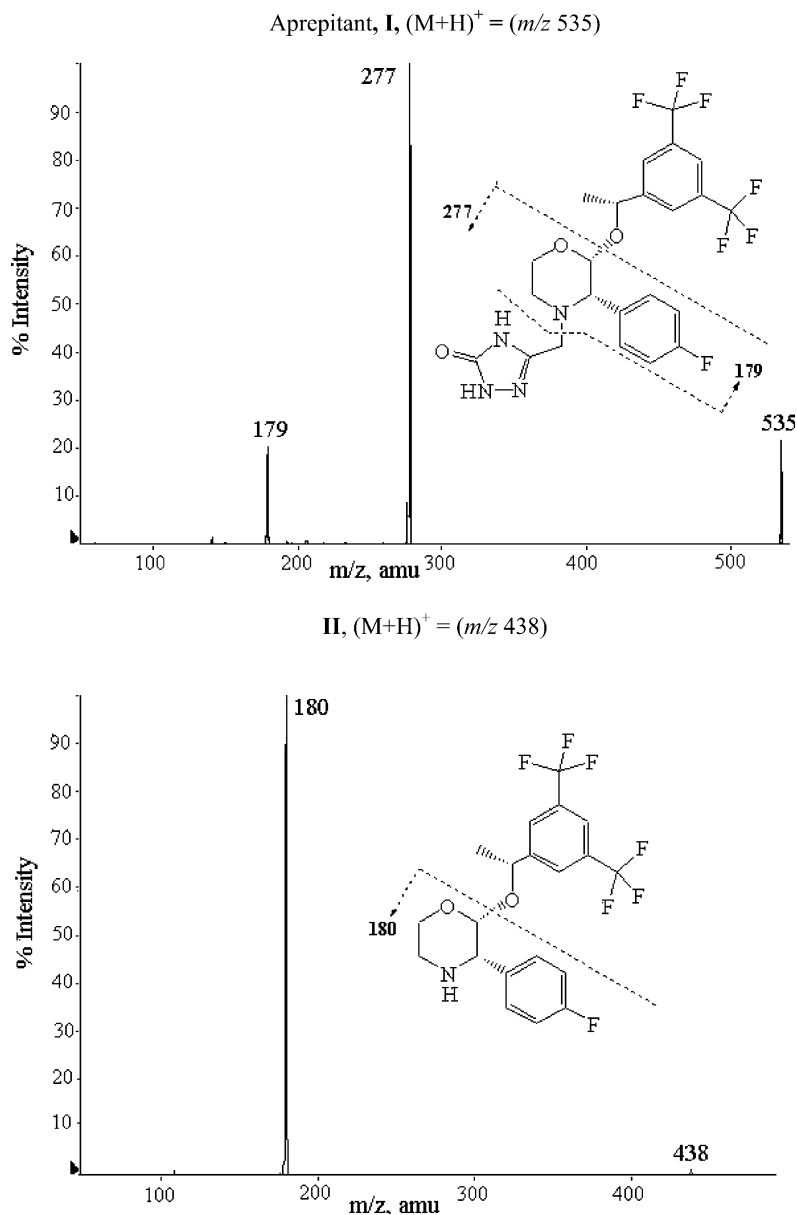 Aprepitant, I, (M+H)+ = (m/z 535)
277
90
80
70
60
50
40
30
20
10
% Intensity
179
535
100
200
300
400
500
m/z, amu
F
F
F
F
F
F
277
O
O
N
H
N
O
HN
N
F
179
II, (M+H)+ = (m/z 438)
180
90
80
70
60
50
40
30
20
10
% Intensity
438
100
200
300
400
m/z, amu
F
F
F
F
F
F
180
O
O
N
H
F